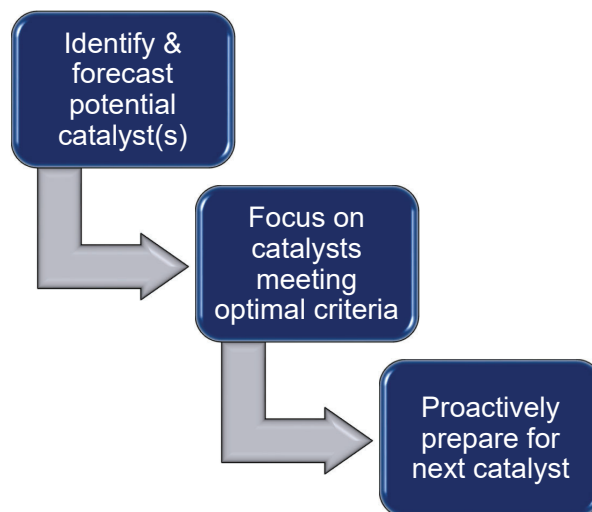 Identify &
forecast
potential
catalyst(s)
Focus on
catalysts
meeting
optimal criteria
Proactively
prepare for
next catalyst